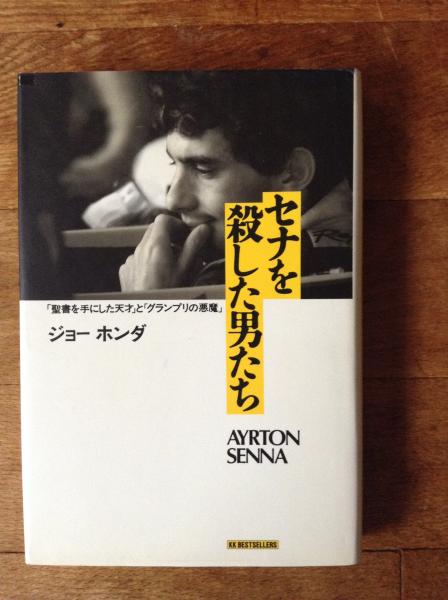 セナを
殺した男たち
「聖書を手にした天才」と「グランプリの悪魔」
ジョー ホンダ
AYRTON
SENNA
KK BESTSELLERS